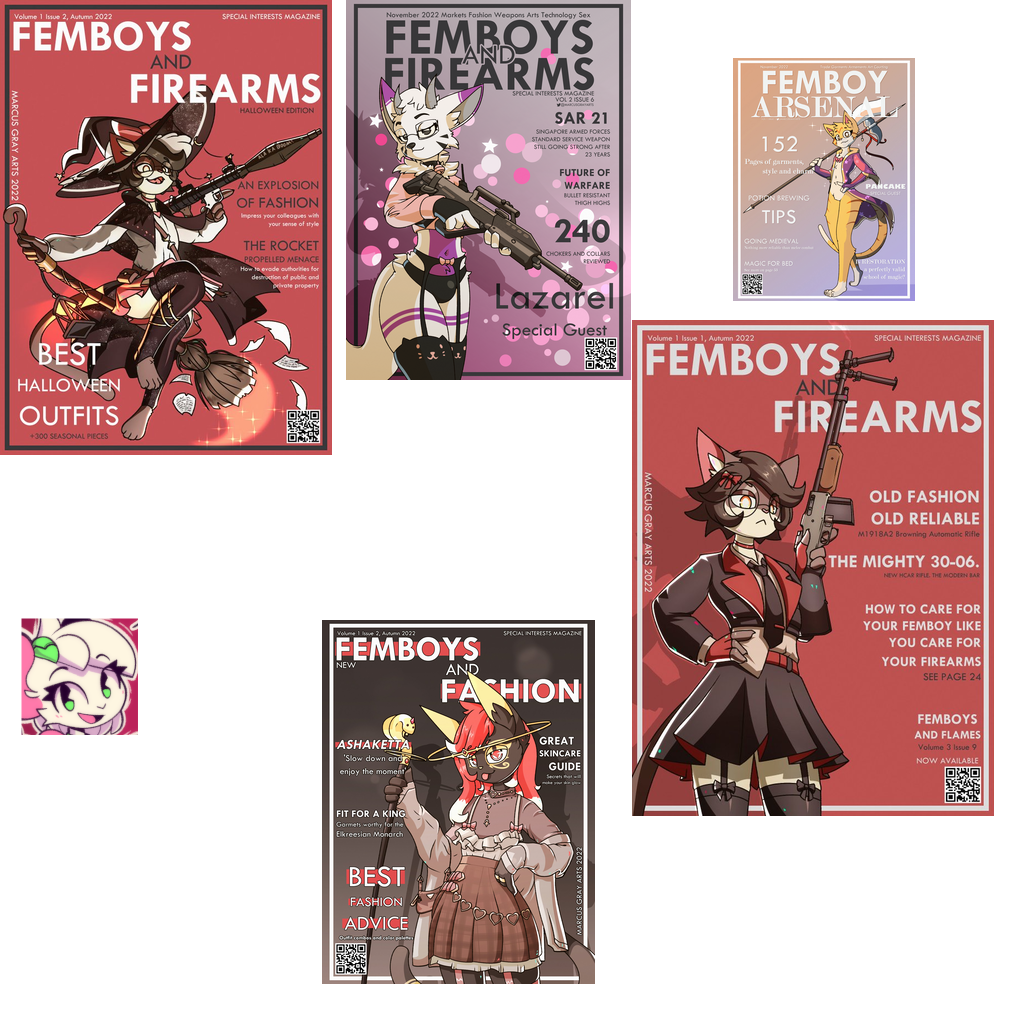 Volume 1 Issue 2, Autumn 2022
SPECIAL INTERESTS MAGAZINE
FEMBOYS
AND
FIREARMS
HALLOWEEN EDITION
MARCUS GRAY ARTS 2022
AN EXPLOSION
OF FASHION
Impress your colleagues with
your sense of style
THE ROCKET
PROPELLED MENACE
How to evade authorities for
destruction of public and
private property
BEST
HALLOWEEN
OUTFITS
+300 SEASONAL PIECES
November 2022 Markets Fashion Weapons Arts Technology Sex
FEMBOYS
AND
FIREARMS
SPECIAL INTERESTS MAGAZINE
VOL 2 ISSUE 6
SAR 21
SINGAPORE ARMED FORCES
STANDARD SERVICE WEAPON
STILL GOING STRONG AFTER
23 YEARS
FUTURE OF
WARFARE
BULLET RESISTANT
THIGH HIGHS
240
CHOKERS AND COLLARS
REVIEWED
Lazarel
Special Guest
FEMBOY
ARSENAL
152
Pages of garments,
style and charm
PANCAKE
POTION BREWING
TIPS
GOING MEDIEVAL
MAGIC FOR BED
RESTORATION
a perfectly valid
school of magic?
Volume 1 Issue 1, Autumn 2022
SPECIAL INTERESTS MAGAZINE
FEMBOYS
AND
FIREARMS
MARCUS GRAY ARTS 2022
OLD FASHION
OLD RELIABLE
M1918A2 Browning Automatic Rifle
THE MIGHTY 30-06.
NEW HCAR RIFLE: THE MODERN BAR
HOW TO CARE FOR
YOUR FEMBOY LIKE
YOU CARE FOR
YOUR FIREARMS
SEE PAGE 24
FEMBOYS
AND FLAMES
Volume 3 Issue 9
NOW AVAILABLE
Volume 1 Issue 2, Autumn 2022
SPECIAL INTERESTS MAGAZINE
FEMBOYS
NEW
AND
FASHION
ASHAKETTA
'Slow down and
enjoy the moment'
GREAT
SKINCARE
GUIDE
Secrets that will
make your skin glow
FIT FOR A KING
Garmets worthy for the
Elkreesian Monarch
BEST
FASHION
ADVICE
Outfit combos and color palettes
MARCUS GRAY ARTS 2022